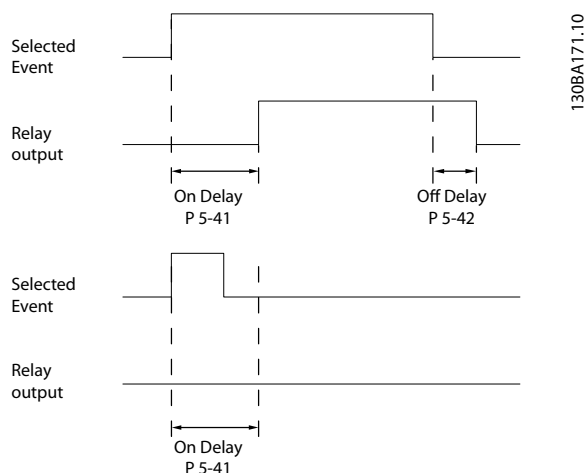 130BA171.10
Selected
Event
Relay
output
On Delay
P 5-41
Off Delay
P 5-42
Selected
Event
Relay
output
On Delay
P 5-41